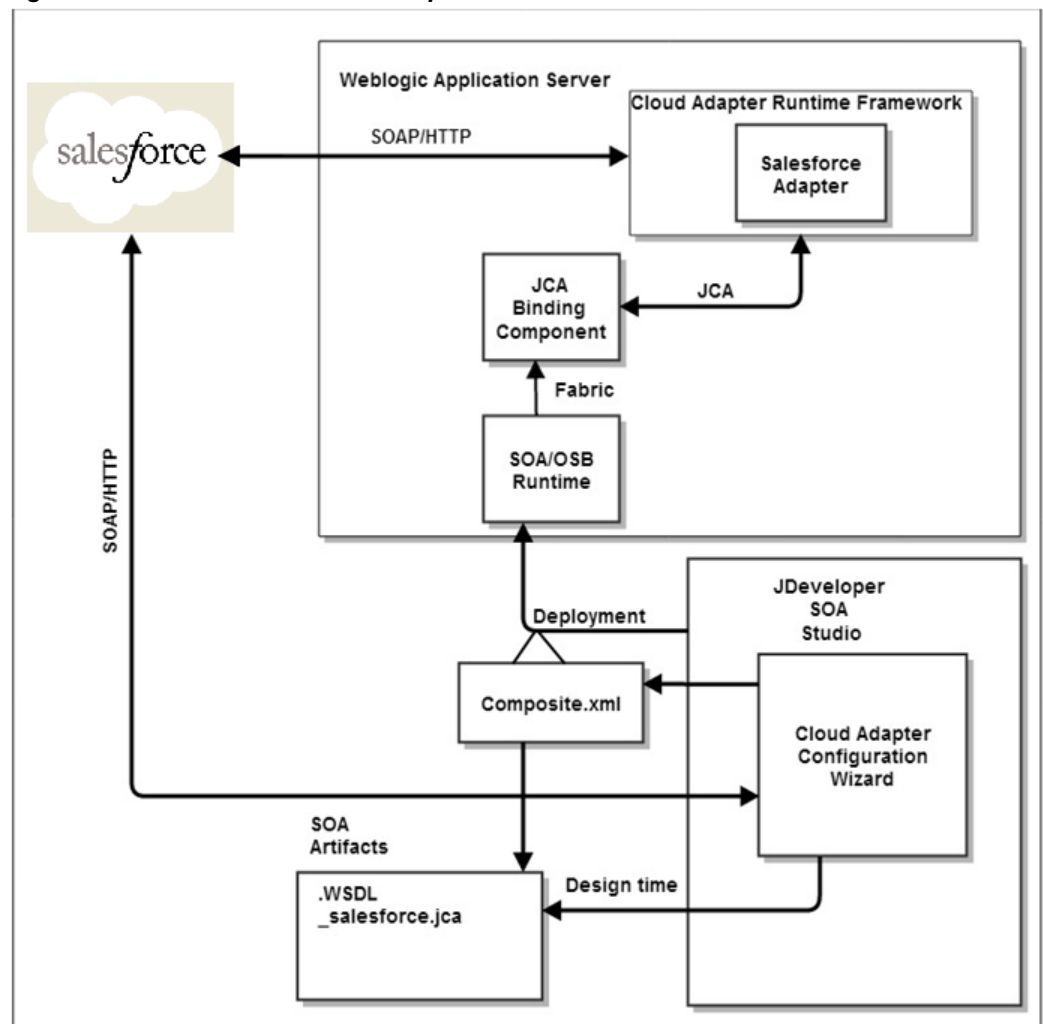 Weblogic Application Server
Cloud Adapter Runtime Framework
salesforce
SOAP/HTTP
Salesforce
Adapter
JCA
Binding
Component
JCA
Fabric
SOA/OSB
Runtime
SOAP/HTTP
JDeveloper
SOA
Studio
Deployment
Composite.xml
Cloud Adapter
Configuration
Wizard
SOA
Artifacts
.WSDL
_salesforce.jca
Design time